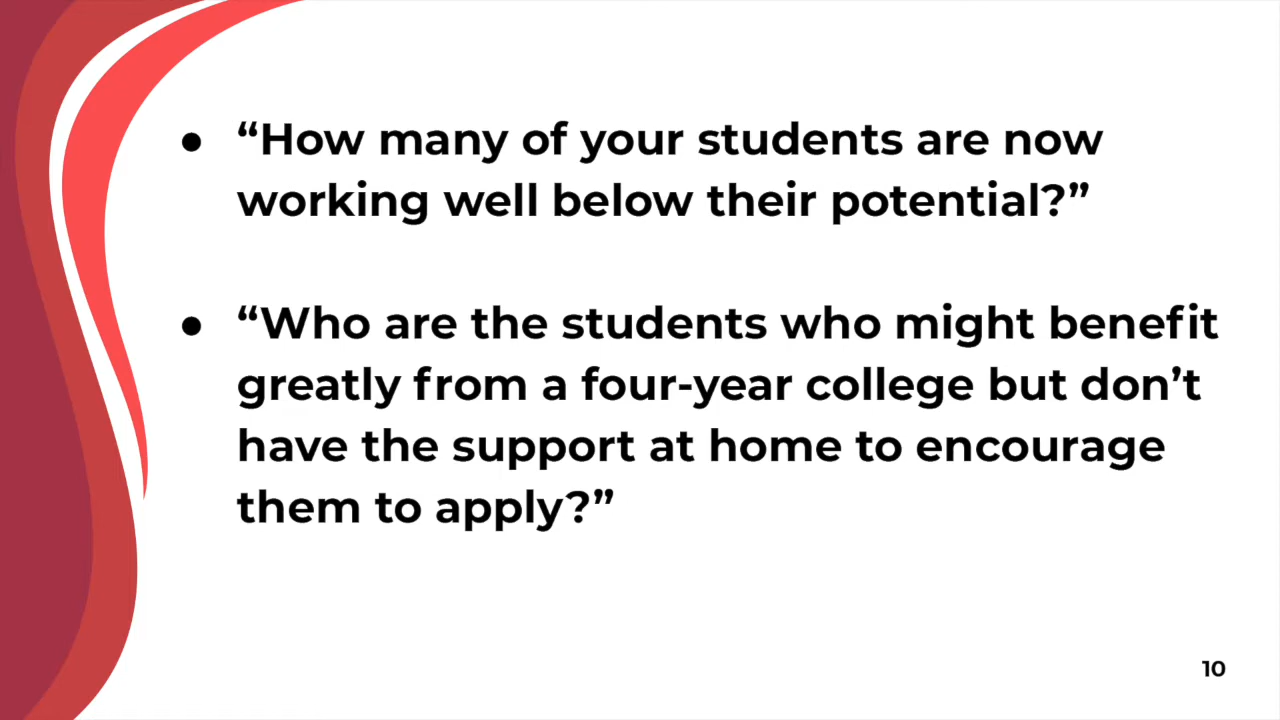 ● “How many of your students are now
working well below their potential?”
● “Who are the students who might benefit
greatly from a four-year college but don’t
have the support at home to encourage
them to apply?”
10